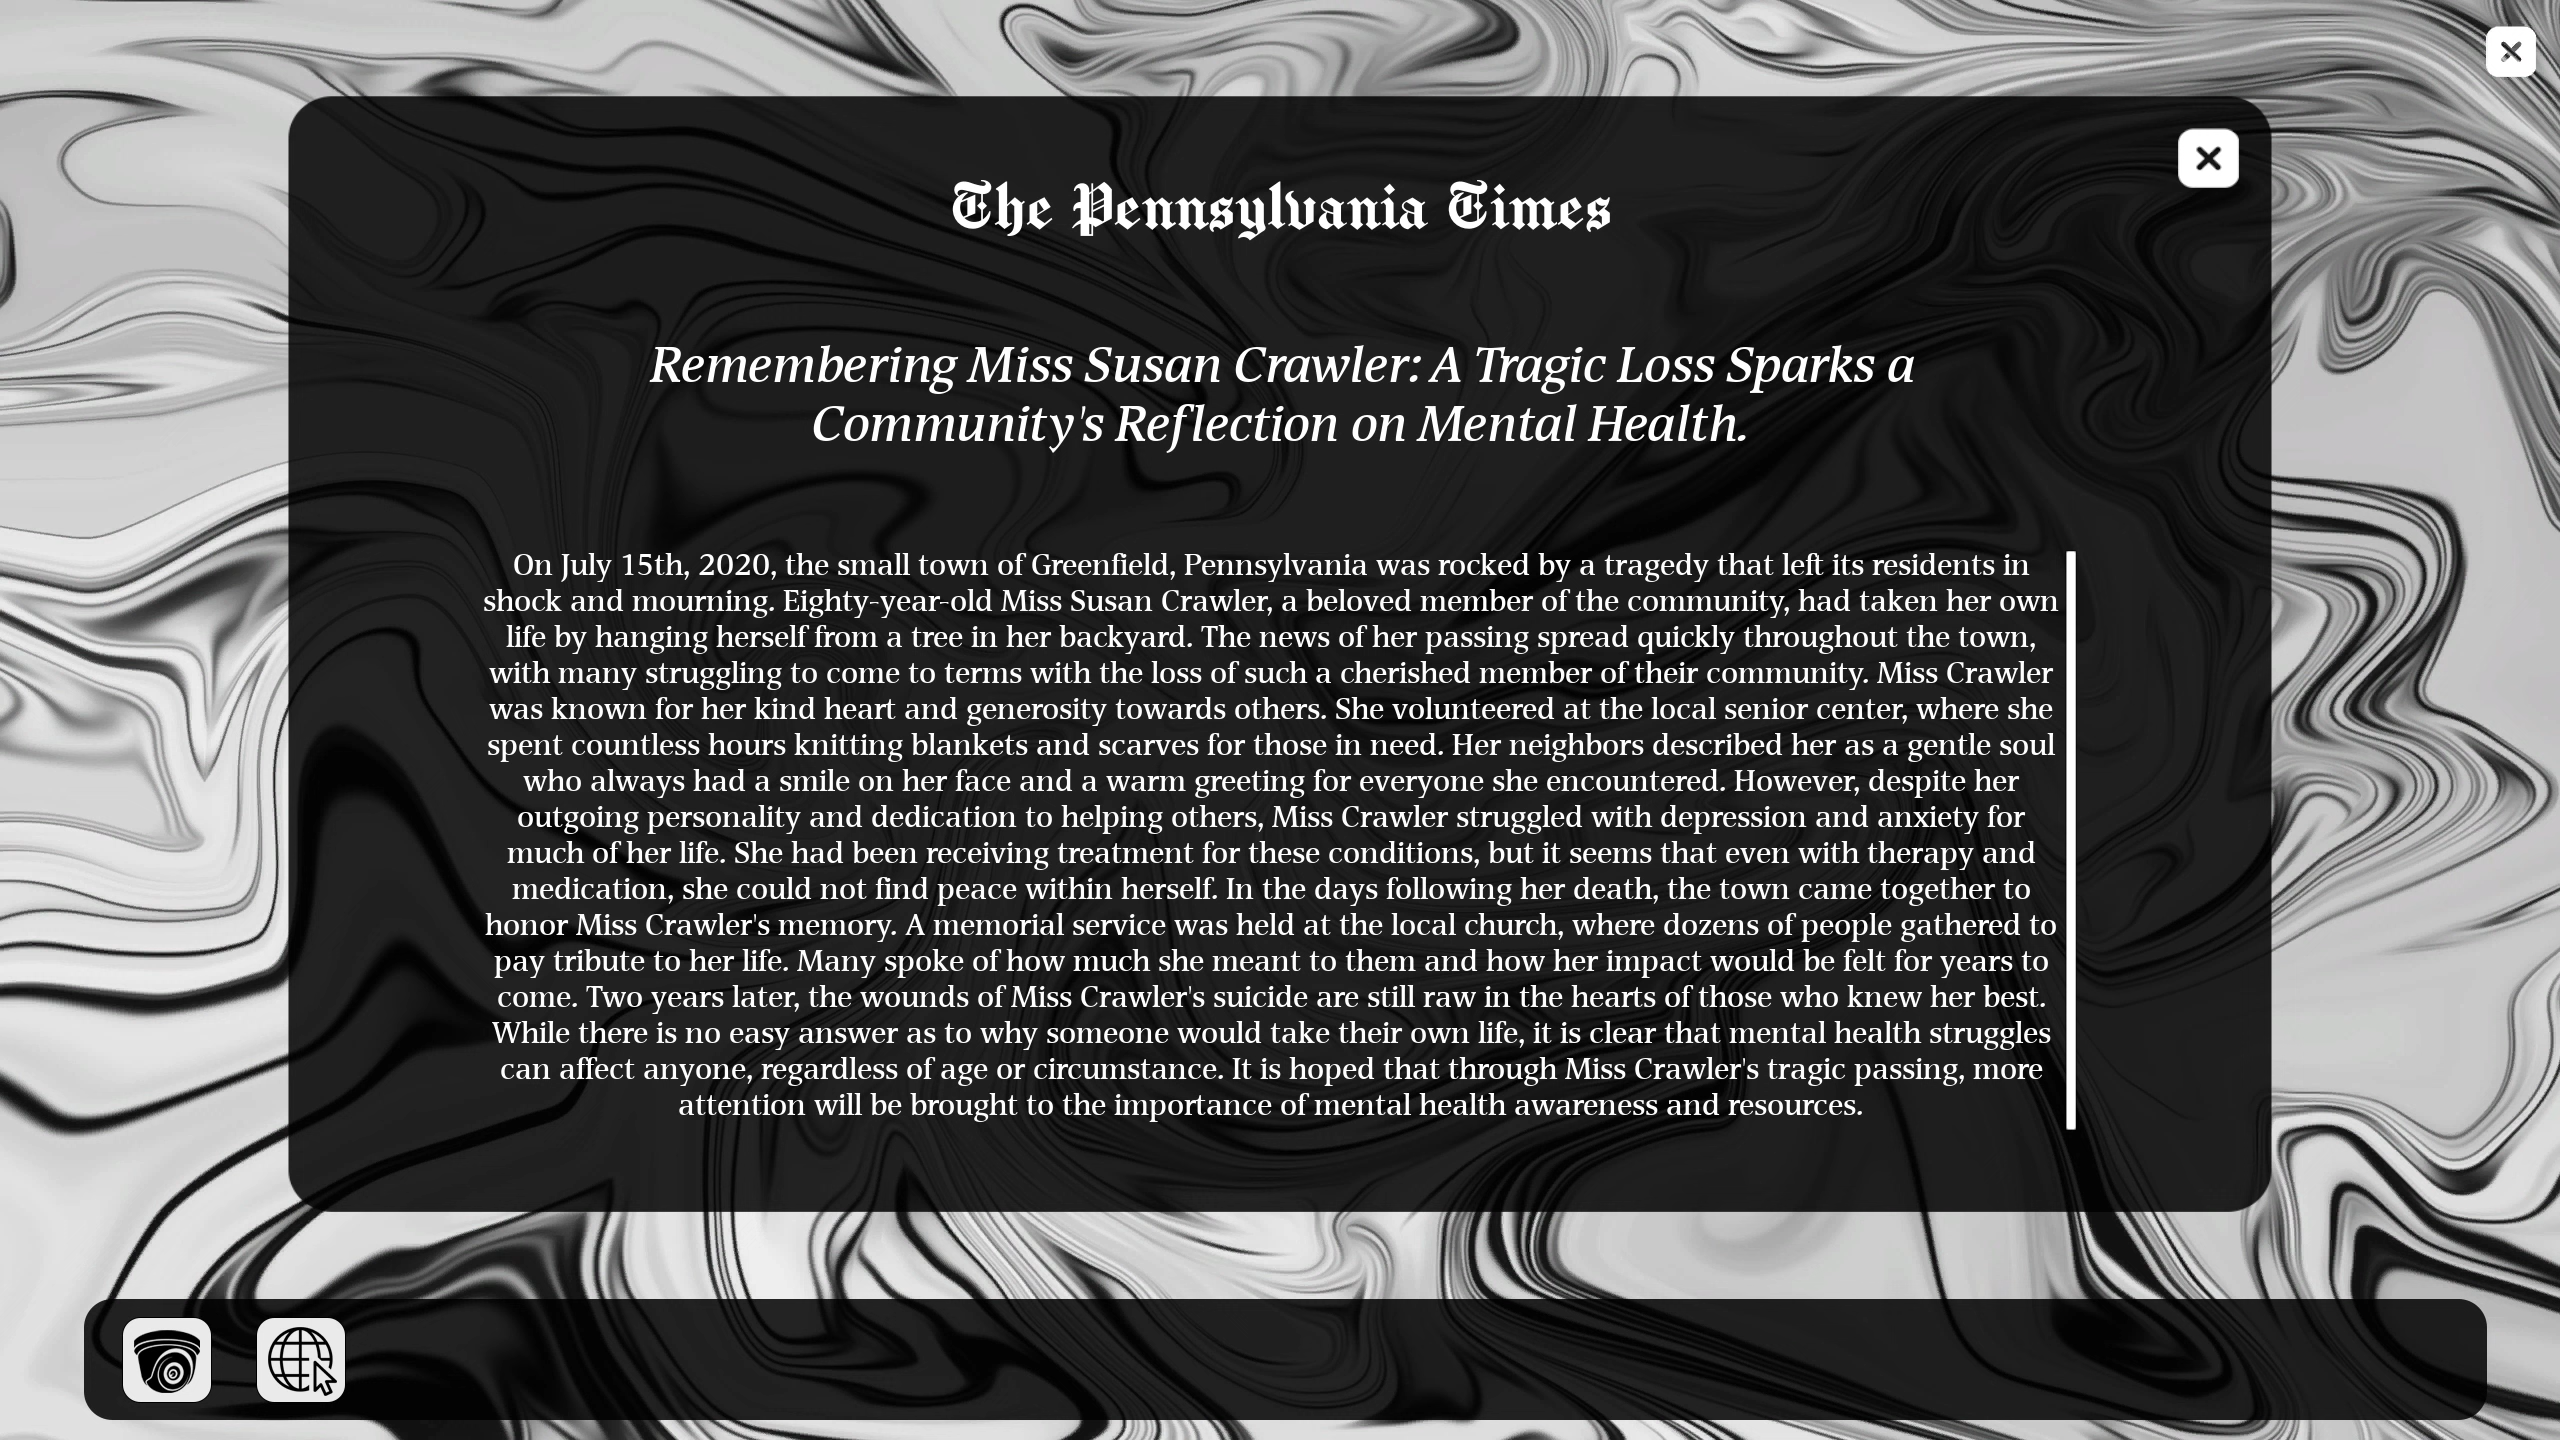 The Pennsylvania Times
Remembering Miss Susan Crawler: A Tragic Loss Sparks a
Community's Reflection on Mental Health.
On July 15th, 2020, the small town of Greenfield, Pennsylvania was rocked by a tragedy that left its residents in
shock and mourning. Eighty-year-old Miss Susan Crawler, a beloved member of the community, had taken her own
life by hanging herself from a tree in her backyard. The news of her passing spread quickly throughout the town,
with many struggling to come to terms with the loss of such a cherished member of their community. Miss Crawler
was known for her kind heart and generosity towards others. She volunteered at the local senior center, where she
spent countless hours knitting blankets and scarves for those in need. Her neighbors described her as a gentle soul
who always had a smile on her face and a warm greeting for everyone she encountered. However, despite her
outgoing personality and dedication to helping others, Miss Crawler struggled with depression and anxiety for
much of her life. She had been receiving treatment for these conditions, but it seems that even with therapy and
medication, she could not find peace within herself. In the days following her death, the town came together to
honor Miss Crawler's memory. A memorial service was held at the local church, where dozens of people gathered to
pay tribute to her life. Many spoke of how much she meant to them and how her impact would be felt for years to
come. Two years later, the wounds of Miss Crawler's suicide are still raw in the hearts of those who knew her best.
While there is no easy answer as to why someone would take their own life, it is clear that mental health struggles
can affect anyone, regardless of age or circumstance. It is hoped that through Miss Crawler's tragic passing, more
attention will be brought to the importance of mental health awareness and resources.